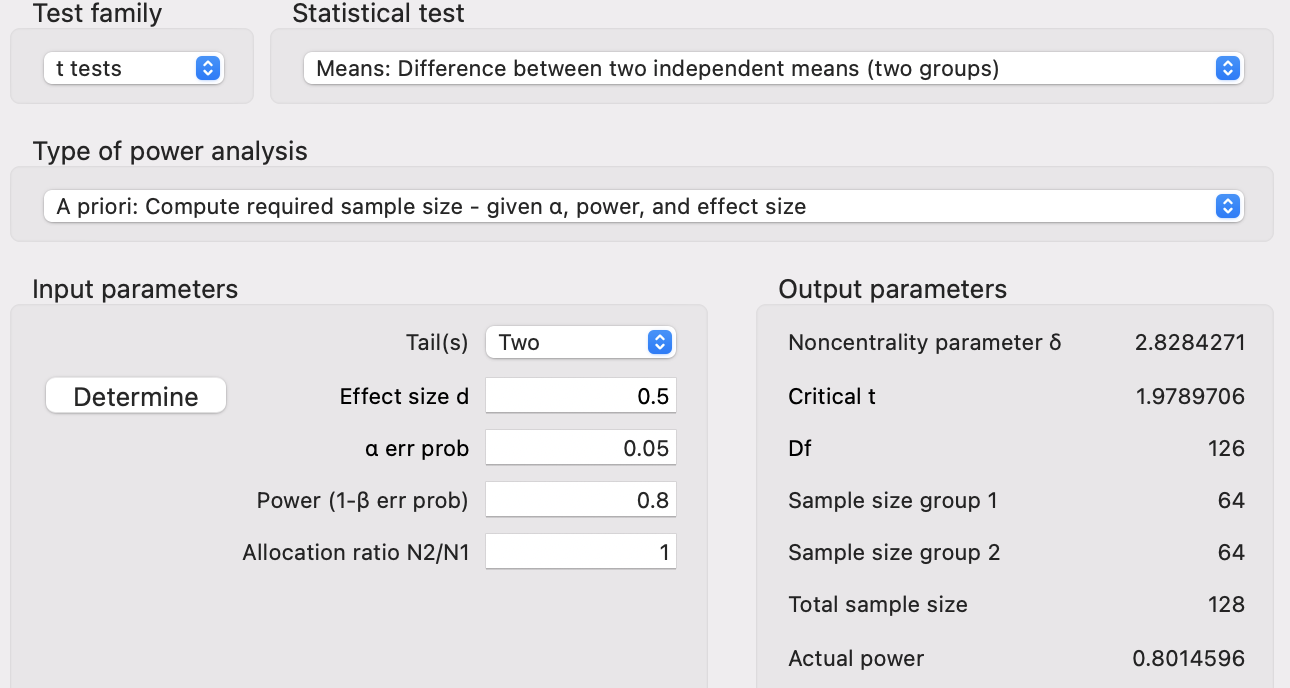 Test family
Statistical test
t tests
Means: Difference between two independent means (two groups)
Type of power analysis
A priori: Compute required sample size - given α, power, and effect size
Input parameters
Output parameters
Tail(s) Two
Noncentrality parameter δ 2.8284271
Determine
Effect size d 0.5
Critical t 1.9789706
α err prob 0.05
Df 126
Power (1-β err prob) 0.8
Sample size group 1 64
Allocation ratio N2/N1 1
Sample size group 2 64
Total sample size 128
Actual power 0.8014596